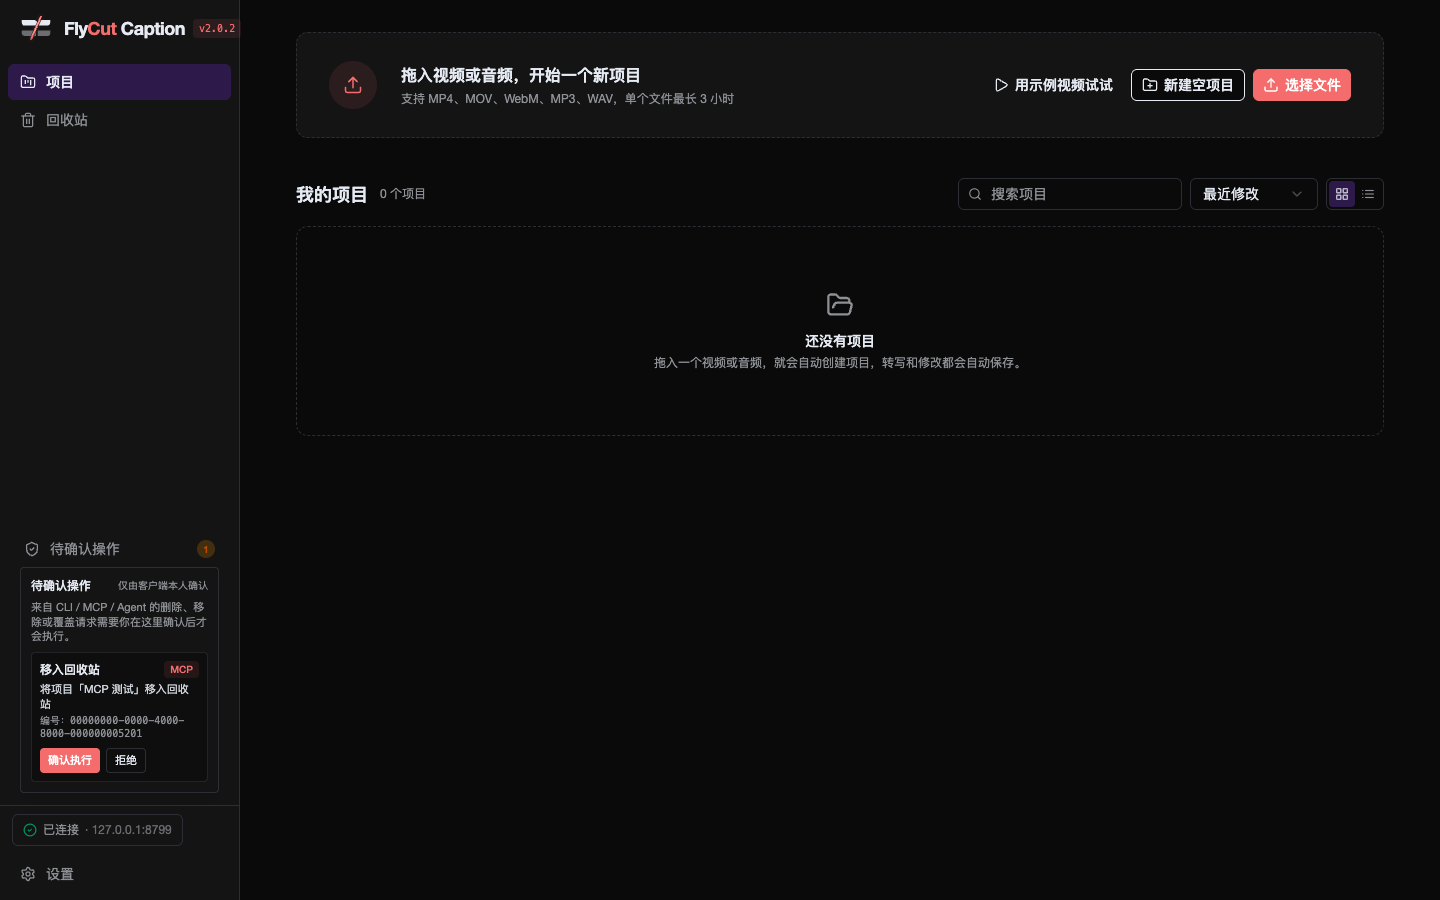 FlyCut Caption v2.0.2
项目
回收站
拖入视频或音频，开始一个新项目
支持 MP4、MOV、WebM、MP3、WAV，单个文件最长 3 小时
用示例视频试试
新建空项目
选择文件
我的项目 0 个项目
搜索项目
最近修改
还没有项目
拖入一个视频或音频，就会自动创建项目，转写和修改都会自动保存。
待确认操作 1
待确认操作 仅由客户端本人确认
来自 CLI / MCP / Agent 的删除、移
除或覆盖请求需要你在这里确认后才
会执行。
移入回收站 MCP
将项目「MCP 测试」移入回收
站
编号：00000000-0000-4000-
8000-000000005201
确认执行 拒绝
已连接 · 127.0.0.1:8799
设置